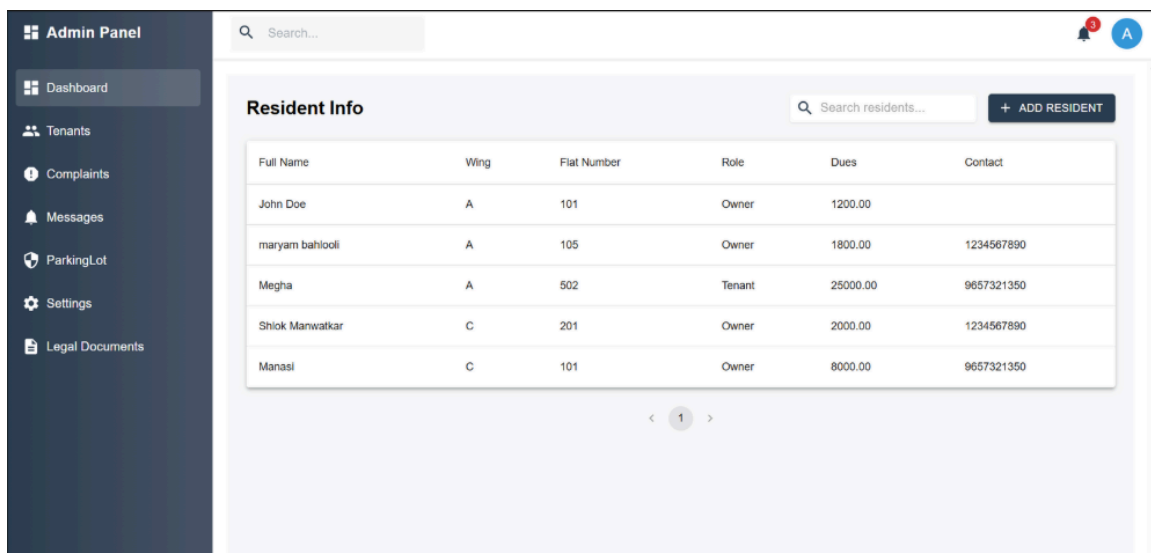 Admin Panel
Search...
3
A
Dashboard
Tenants
Complaints
Messages
ParkingLot
Settings
Legal Documents
Resident Info
Search residents...
+ ADD RESIDENT
Full Name Wing Flat Number Role Dues Contact
John Doe A 101 Owner 1200.00
maryam bahlooli A 105 Owner 1800.00 1234567890
Megha A 502 Tenant 25000.00 9657321350
Shlok Manwatkar C 201 Owner 2000.00 1234567890
Manasi C 101 Owner 8000.00 9657321350
< 1 >